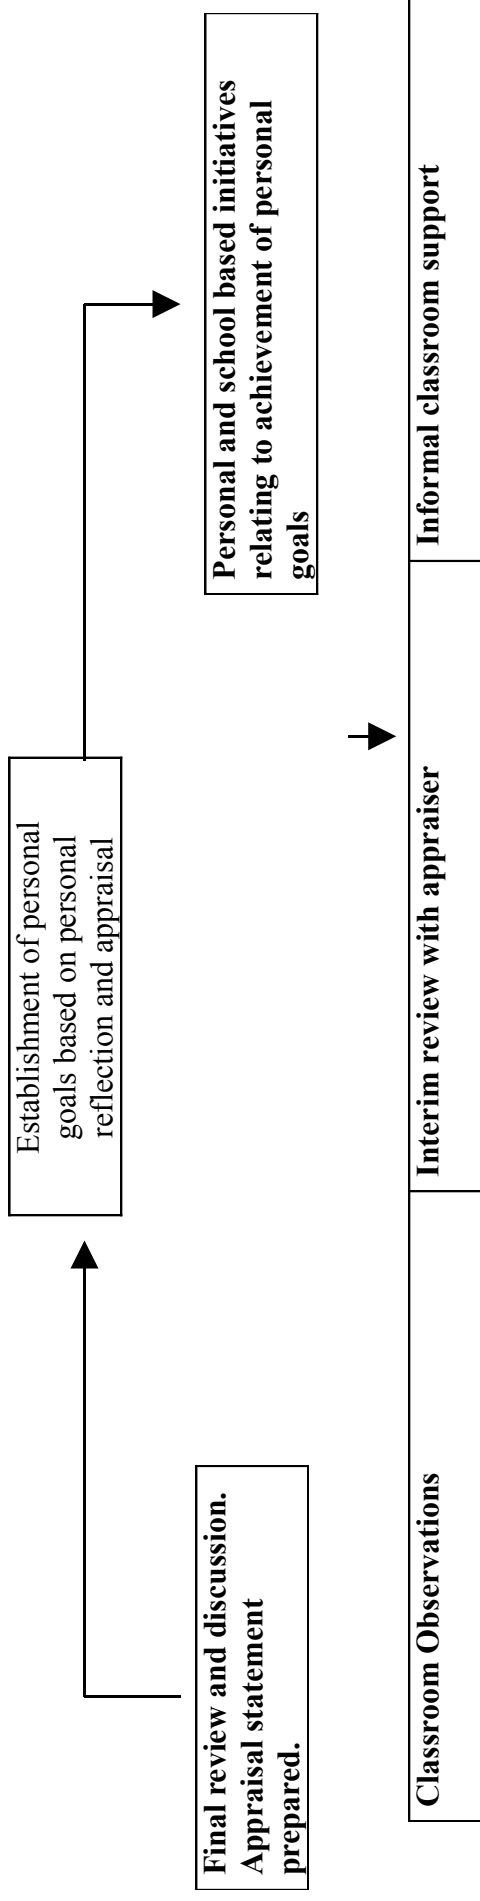 Establishment of personal
goals based on personal
reflection and appraisal
Final review and discussion.
Appraisal statement
prepared.
Personal and school based initiatives
relating to achievement of personal
goals
Classroom Observations
Interim review with appraiser
Informal classroom support